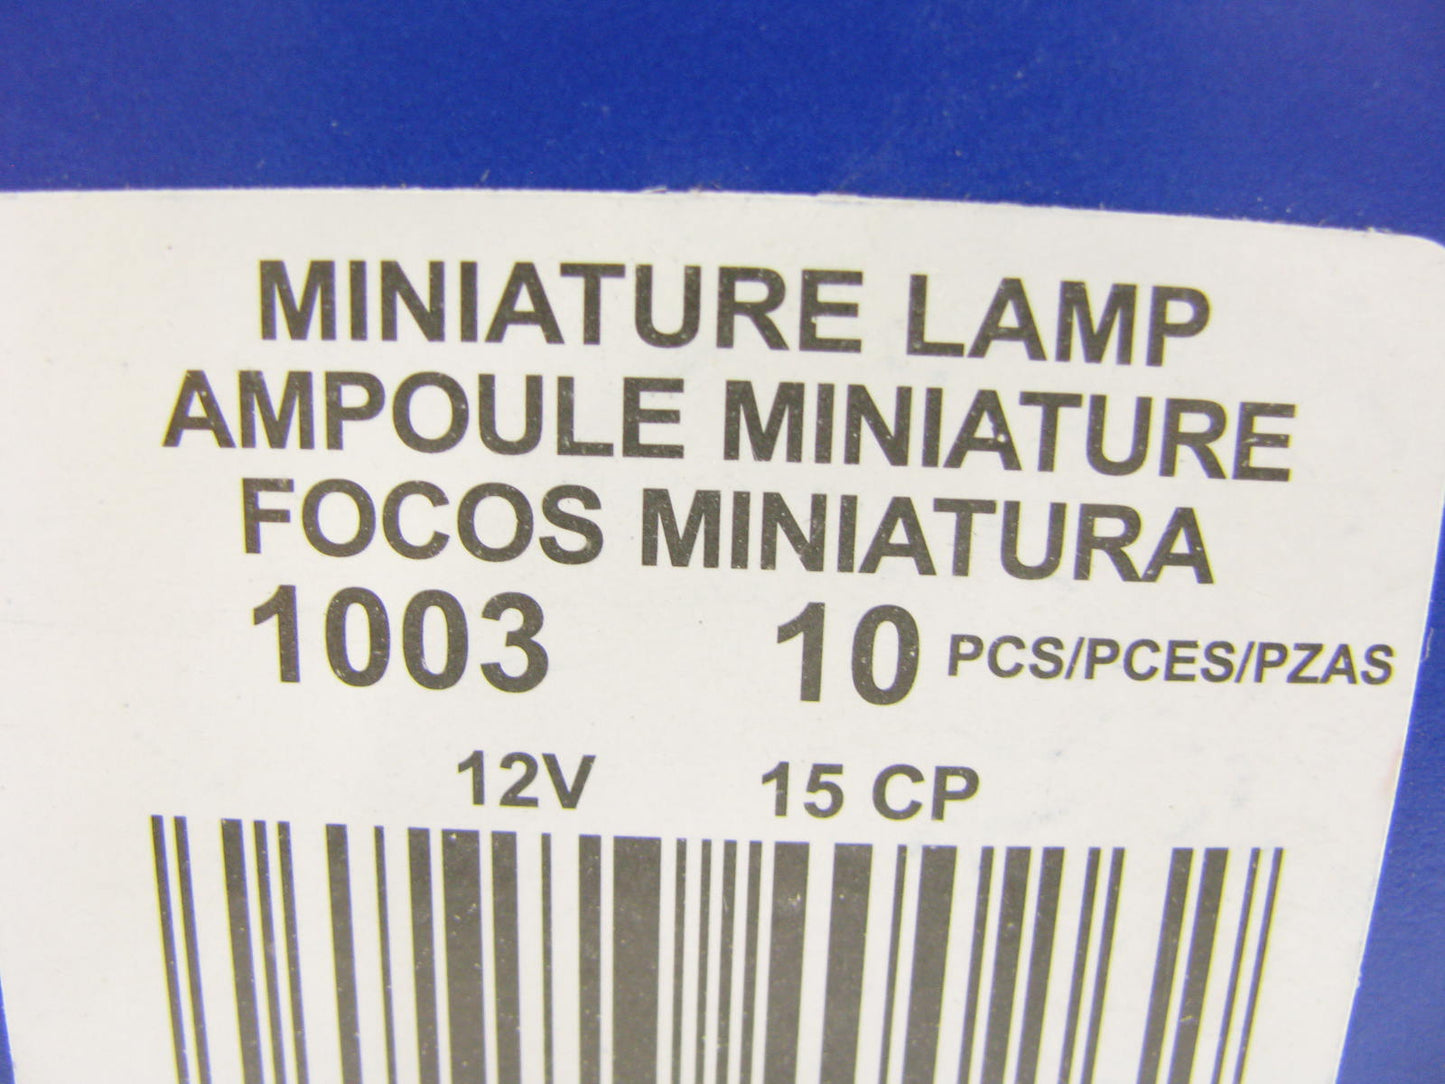 MINIATURE LAMP
AMPOULE MINIATURE
FOCOS MINIATURA
1003 10 PCS/PCES/PZAS
12V 15 CP